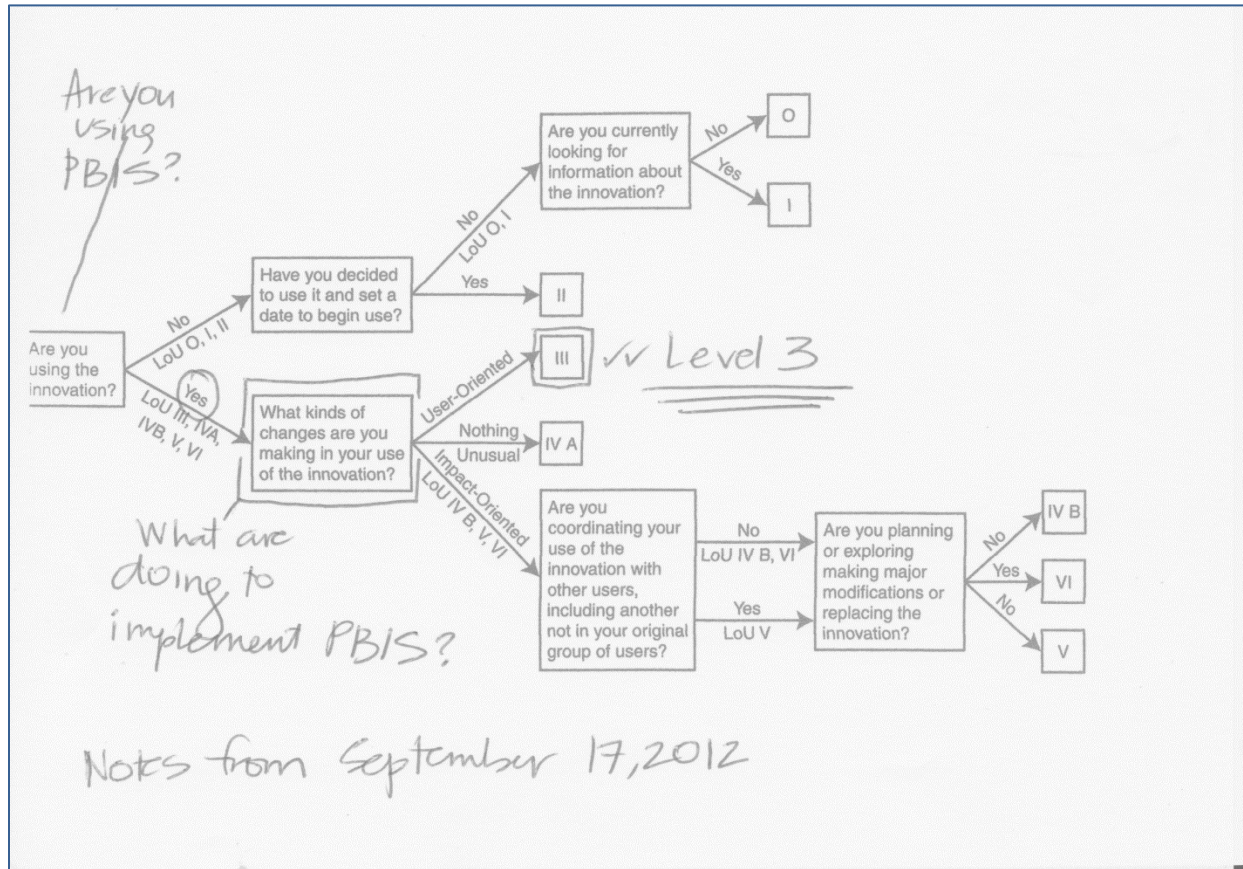 Are you
using
PBIS?
Are you currently
looking for
information about
the innovation?
No
O
Yes
I
No
LoU O, I
Have you decided
to use it and set a
date to begin use?
Yes
II
No
LoU O, I, II
Are you
using the
innovation?
Yes
LoU III, IVA,
IVB, V, VI
What kinds of
changes are you
making in your use
of the innovation?
User-Oriented
III
Level 3
Nothing
Unusual
IV A
Impact-Oriented
LoU IV B, V, VI
What are
doing to
implement PBIS?
Are you
coordinating your
use of the
innovation with
other users,
including another
not in your original
group of users?
No
LoU IV B, VI
Yes
LoU V
Are you planning
or exploring
making major
modifications or
replacing the
innovation?
No
IV B
Yes
VI
No
V
Notes from September 17, 2012